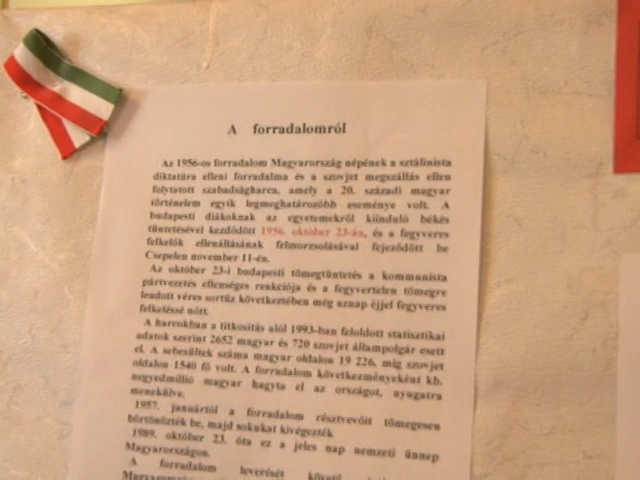 A forradalomról
Az 1956-os forradalom Magyarország népének a sztálinista
diktatúra elleni forradalma és a szovjet megszállás ellen
folytatott szabadságharca, amely a 20. századi magyar
történelem egyik legmeghatározóbb eseménye volt. A
budapesti diákoknak az egyetemekről kiinduló békés
tüntetésével kezdődött 1956. október 23-án, és a fegyveres
felkelők ellenállásának felmorzsolásával fejeződött be
Csepelen november 11-én.
Az október 23-i budapesti tömegtüntetés a kommunista
pártvezetés ellenséges reakciója és a fegyvertelen tömegre
leadott véres sortűz következtében még aznap éjjel fegyveres
felkeléssé nőtt.
A harcokban a titkosítás alól 1993-ban feloldott statisztikai
adatok szerint 2652 magyar és 720 szovjet állampolgár esett
el. A sebesültek száma magyar oldalon 19 226, míg szovjet
oldalon 1540 fő volt. A forradalom következményeként kb.
negyedmillió magyar hagyta el az országot, nyugatra
menekülve.
1957. januártól a forradalom résztvevőit tömegesen
börtönözték be, majd sokukat kivégezték
1989. október 23. óta ez a jeles nap nemzeti ünnep
Magyarországon.
A forradalom leverését követő